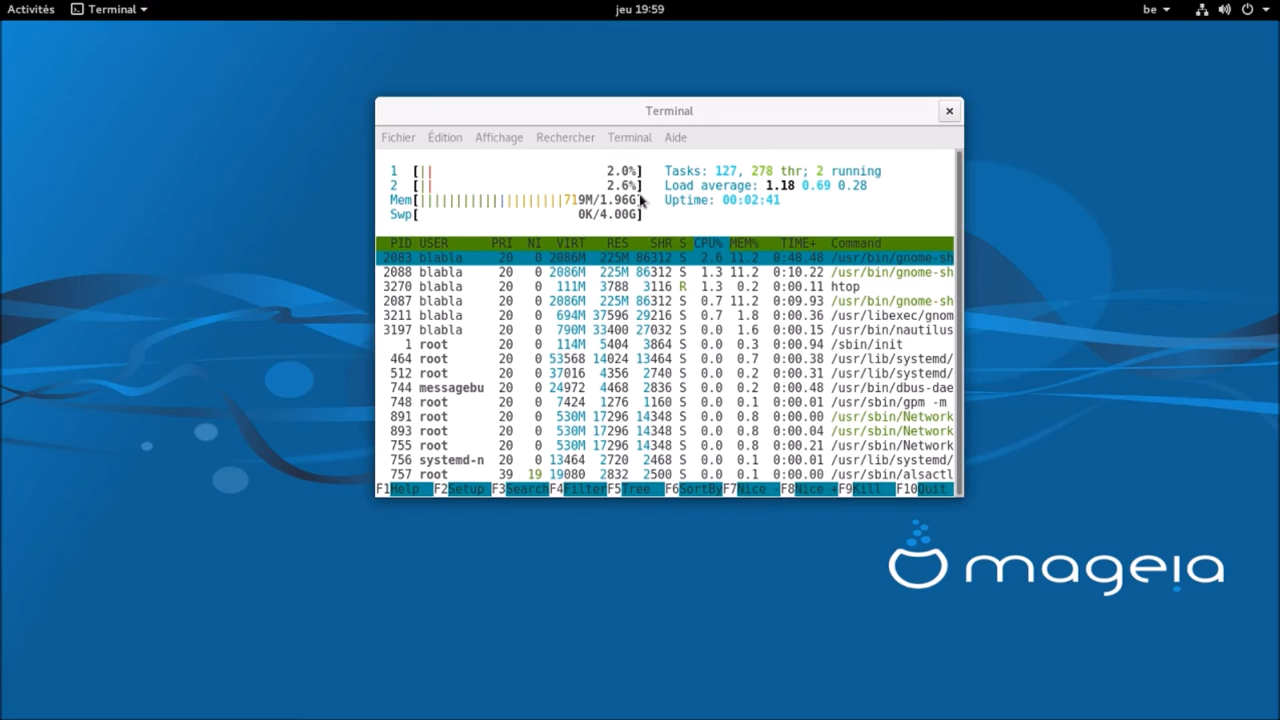 Activités Terminal jeu 19:59 be
Terminal
Fichier Édition Affichage Rechercher Terminal Aide
1 [|| 2.0%] Tasks: 127, 278 thr; 2 running
2 [|| 2.6%] Load average: 1.18 0.69 0.28
Mem[||||||||||||||||||||719M/1.96G] Uptime: 00:02:41
Swp[ 0K/4.00G]
PID USER PRI NI VIRT RES SHR S CPU% MEM% TIME+ Command
2083 blabla 20 0 2086M 225M 86312 S 2.6 11.2 0:48.48 /usr/bin/gnome-sh
2088 blabla 20 0 2086M 225M 86312 S 1.3 11.2 0:10.22 /usr/bin/gnome-sh
3270 blabla 20 0 111M 3788 3116 R 1.3 0.2 0:00.11 htop
2087 blabla 20 0 2086M 225M 86312 S 0.7 11.2 0:09.93 /usr/bin/gnome-sh
3211 blabla 20 0 694M 37596 29216 S 0.7 1.8 0:00.36 /usr/libexec/gnom
3197 blabla 20 0 790M 33400 27032 S 0.0 1.6 0:00.15 /usr/bin/nautilus
1 root 20 0 114M 5404 3864 S 0.0 0.3 0:00.94 /sbin/init
464 root 20 0 53568 14024 13464 S 0.0 0.7 0:00.38 /usr/lib/systemd/
512 root 20 0 37016 4356 2740 S 0.0 0.2 0:00.31 /usr/lib/systemd/
744 messagebu 20 0 24972 4468 2836 S 0.0 0.2 0:00.48 /usr/bin/dbus-dae
748 root 20 0 7424 1276 1160 S 0.0 0.1 0:00.01 /usr/sbin/gpm -m
891 root 20 0 530M 17296 14348 S 0.0 0.8 0:00.00 /usr/sbin/Network
893 root 20 0 530M 17296 14348 S 0.0 0.8 0:00.04 /usr/sbin/Network
755 root 20 0 530M 17296 14348 S 0.0 0.8 0:00.21 /usr/sbin/Network
756 systemd-n 20 0 13464 2720 2468 S 0.0 0.1 0:00.01 /usr/lib/systemd/
757 root 39 19 19080 2832 2500 S 0.0 0.1 0:00.00 /usr/sbin/alsactl
F1Help F2Setup F3SearchF4FilterF5Tree F6SortByF7Nice -F8Nice +F9Kill F10Quit
mageia